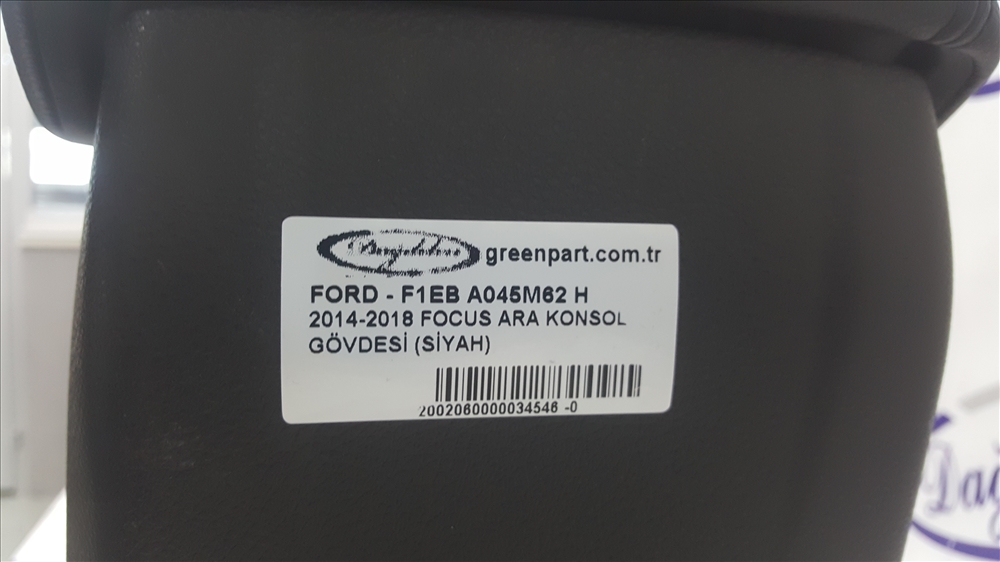 greenpart.com.tr
FORD - F1EB A045M62 H
2014-2018 FOCUS ARA KONSOL
GÖVDESİ (SİYAH)
2002060000034546 -0